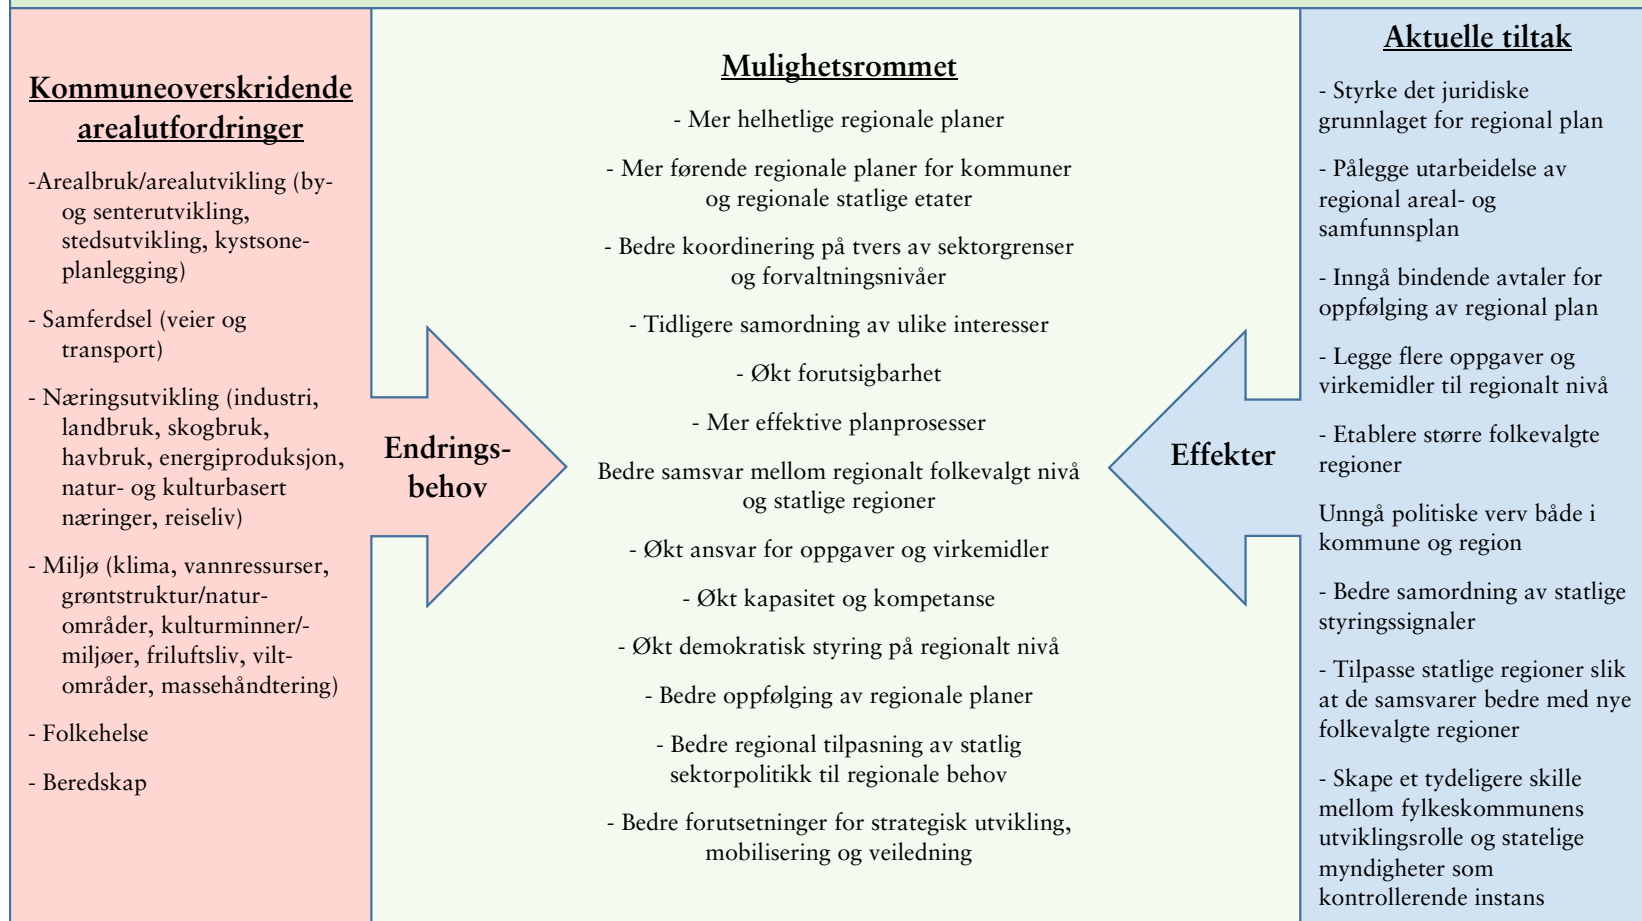 Kommuneoverskridende
arealutfordringer
-Arealbruk/arealutvikling (by-
og senterutvikling,
stedsutvikling, kystsone-
planlegging)
- Samferdsel (veier og
transport)
- Næringsutvikling (industri,
landbruk, skogbruk,
havbruk, energiproduksjon,
natur- og kulturbasert
næringer, reiseliv)
- Miljø (klima, vannressurser,
grøntstruktur/natur-
områder, kulturminner/-
miljøer, friluftsliv, vilt-
områder, massehåndtering)
- Folkehelse
- Beredskap
Endrings-
behov
Mulighetsrommet
- Mer helhetlige regionale planer
- Mer førende regionale planer for kommuner
og regionale statlige etater
- Bedre koordinering på tvers av sektorgrenser
og forvaltningsnivåer
- Tidligere samordning av ulike interesser
- Økt forutsigbarhet
- Mer effektive planprosesser
Bedre samsvar mellom regionalt folkevalgt nivå
og statlige regioner
- Økt ansvar for oppgaver og virkemidler
- Økt kapasitet og kompetanse
- Økt demokratisk styring på regionalt nivå
- Bedre oppfølging av regionale planer
- Bedre regional tilpasning av statlig
sektorpolitikk til regionale behov
- Bedre forutsetninger for strategisk utvikling,
mobilisering og veiledning
Effekter
Aktuelle tiltak
- Styrke det juridiske
grunnlaget for regional plan
- Pålegge utarbeidelse av
regional areal- og
samfunnsplan
- Inngå bindende avtaler for
oppfølging av regional plan
- Legge flere oppgaver og
virkemidler til regionalt nivå
- Etablere større folkevalgte
regioner
Unngå politiske verv både i
kommune og region
- Bedre samordning av statlige
styringssignaler
- Tilpasse statlige regioner slik
at de samsvarer bedre med nye
folkevalgte regioner
- Skape et tydeligere skille
mellom fylkeskommunens
utviklingsrolle og statelige
myndigheter som
kontrollerende instans